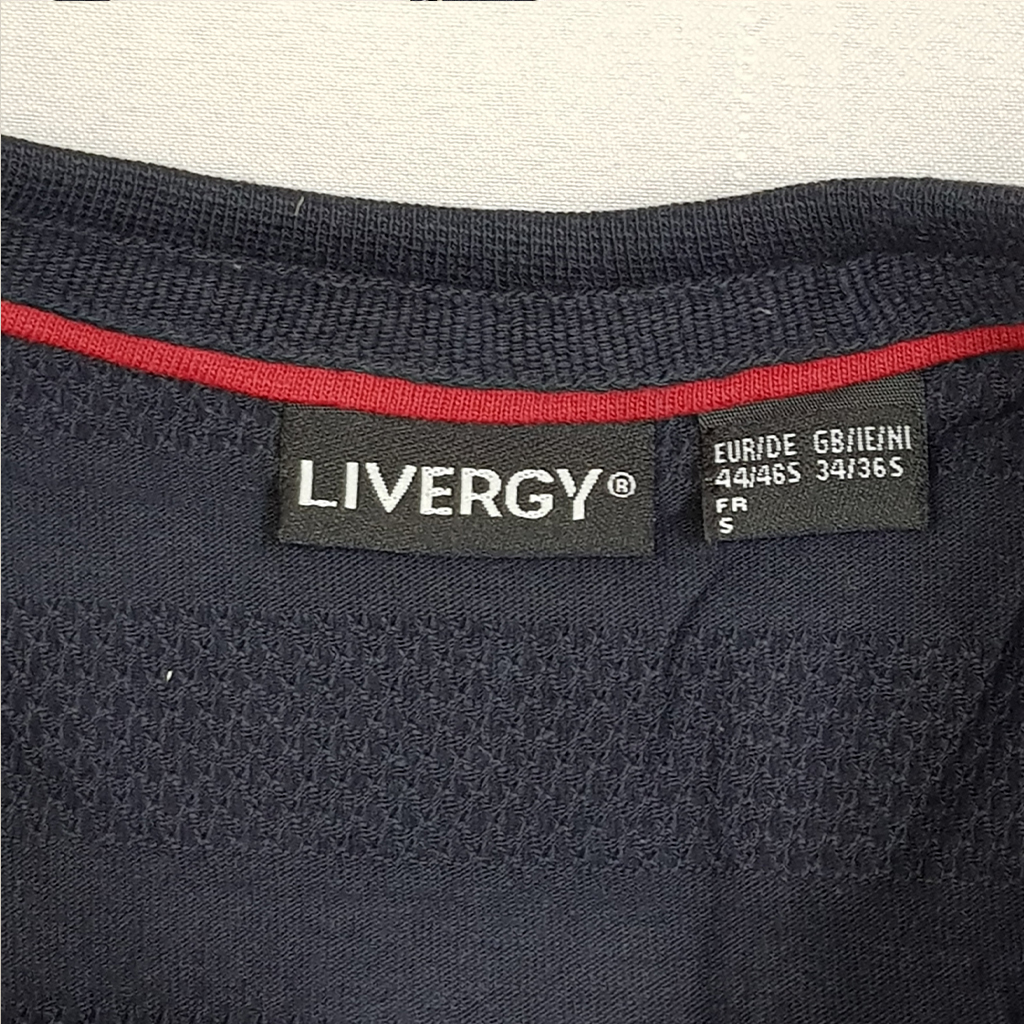 LIVERGY®
EUR/DE GB/IE/NI
44/46S 34/36S
FR
S